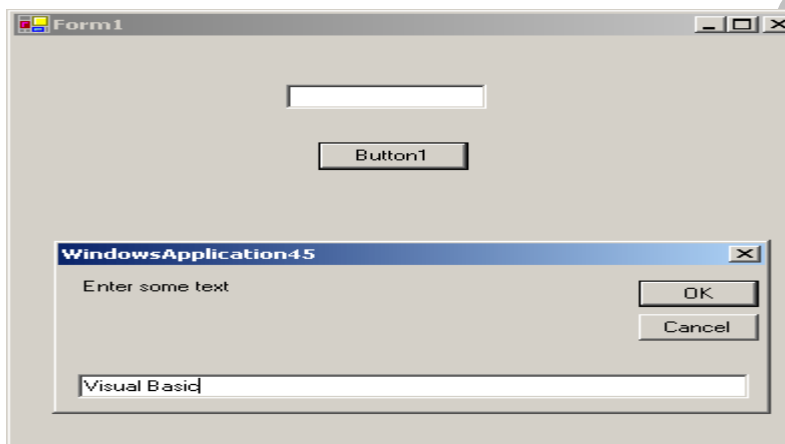 Form1
Button1
WindowsApplication45
Enter some text
OK
Cancel
Visual Basic